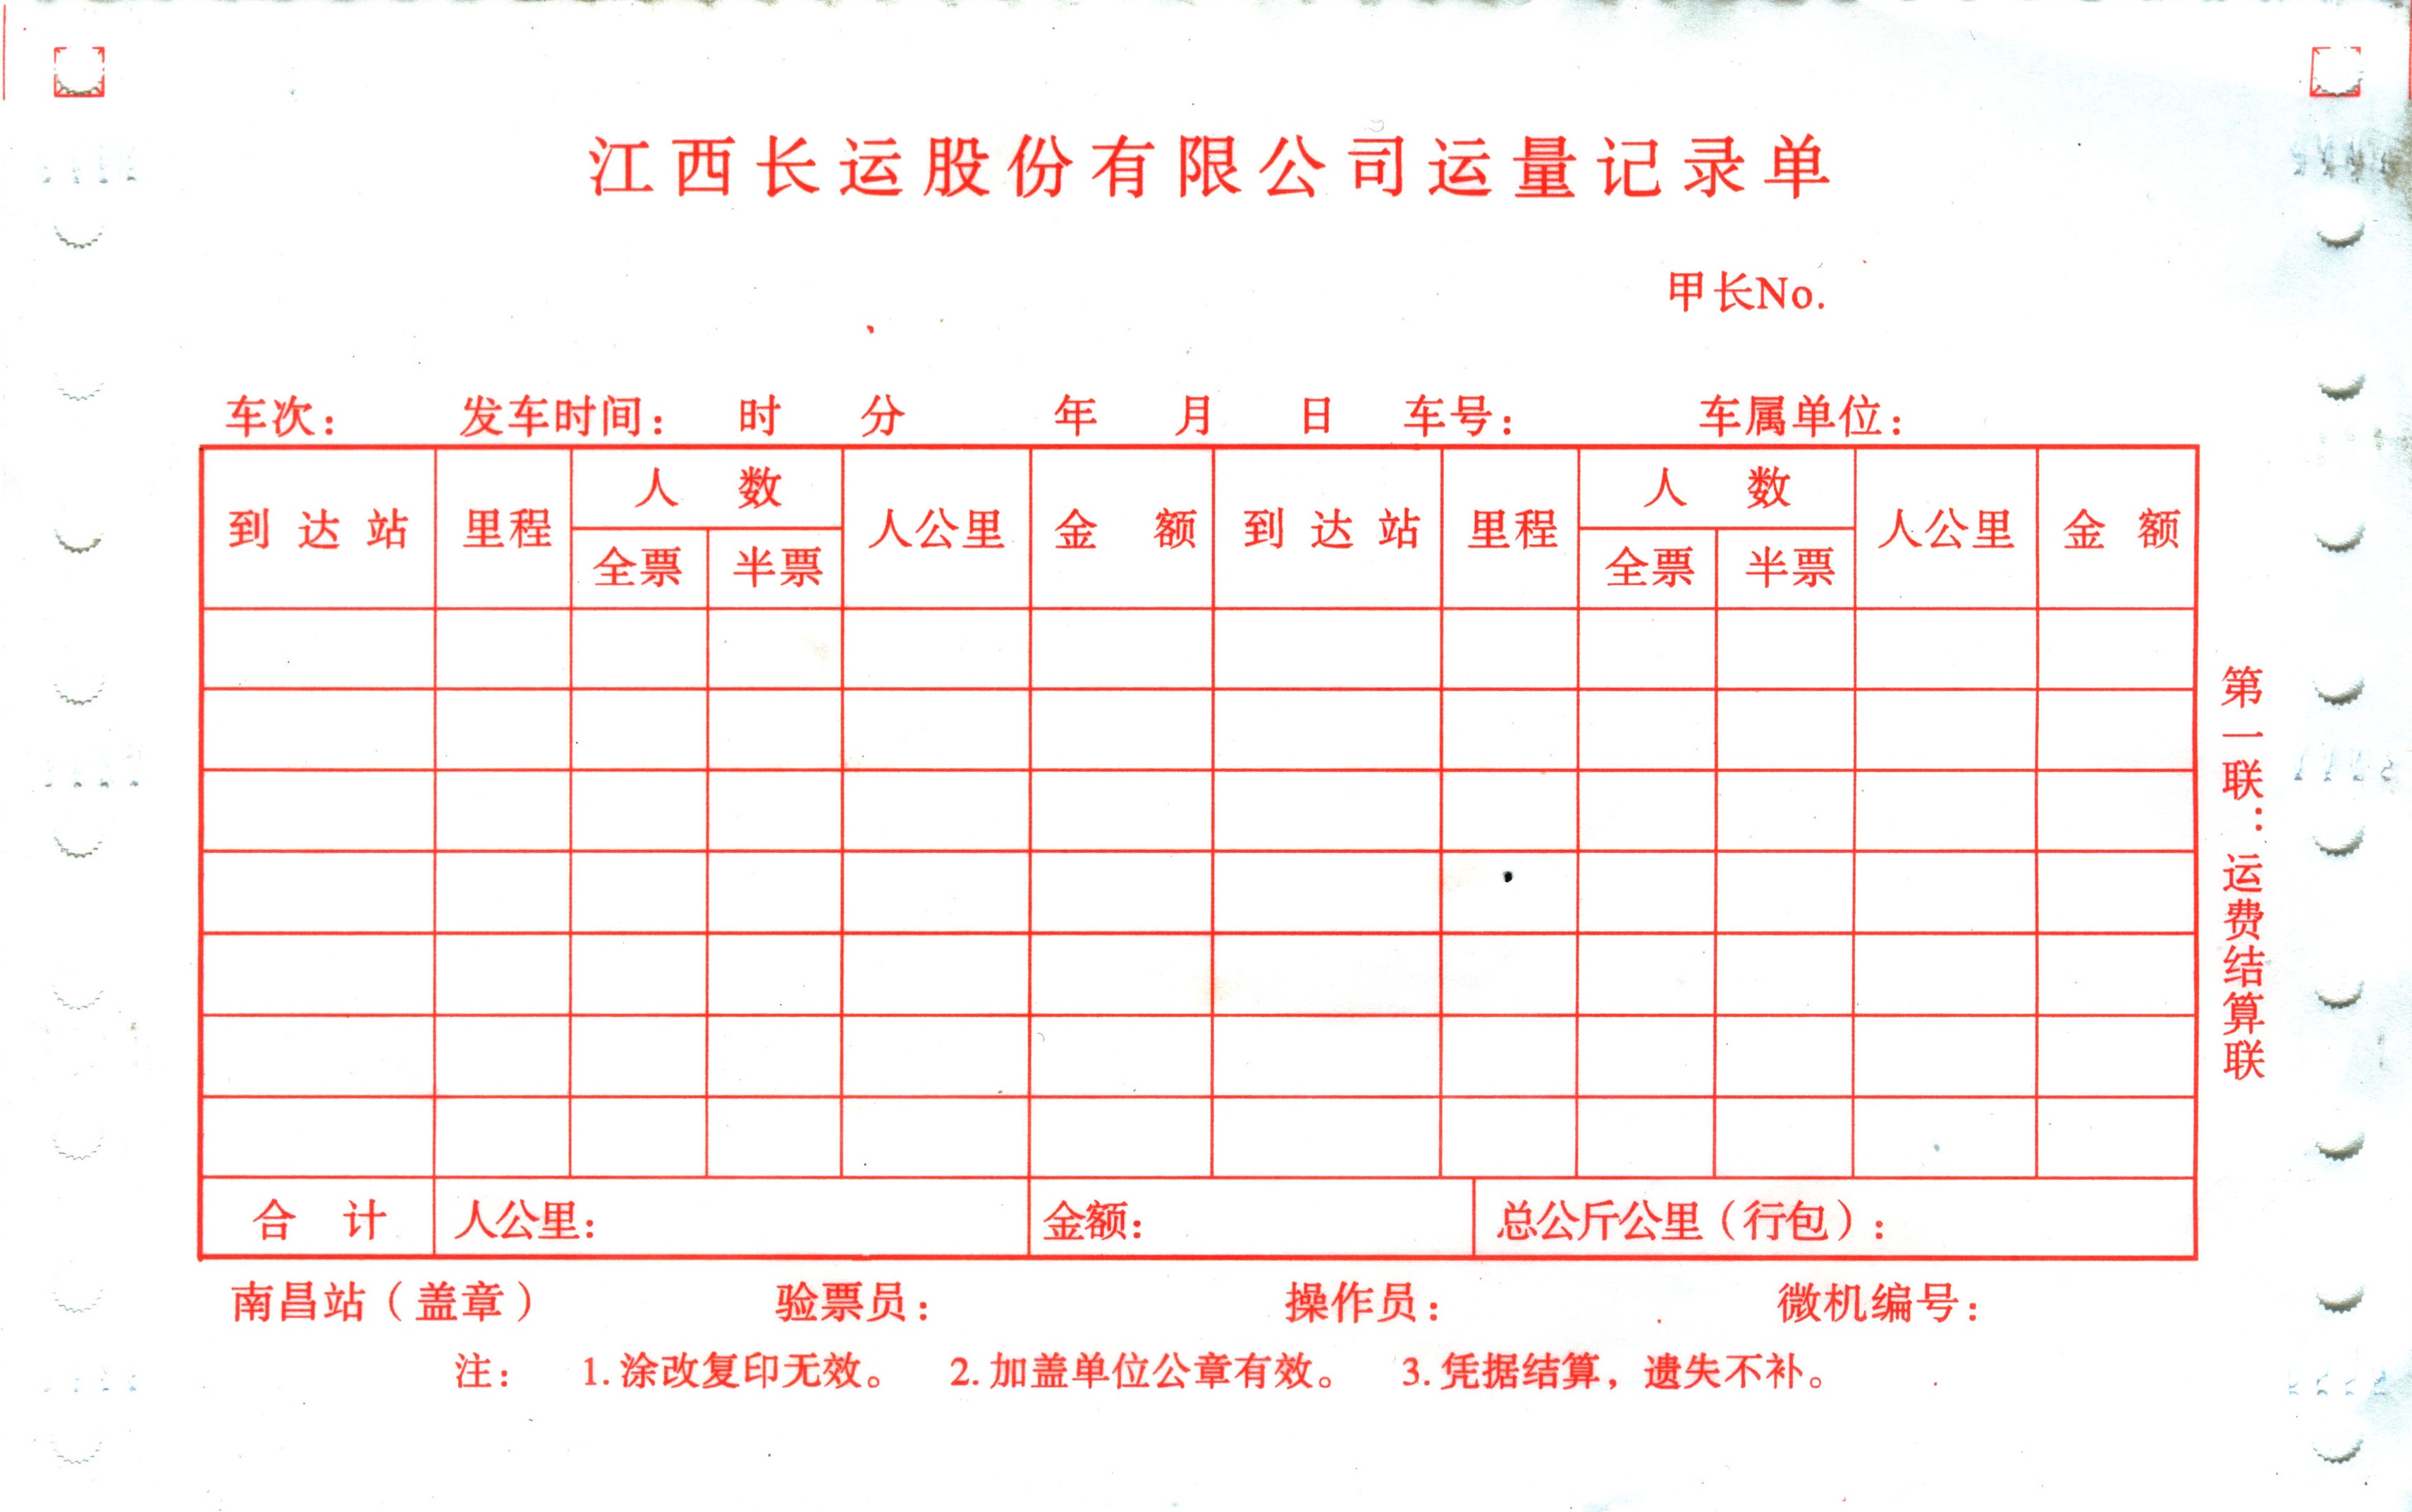 江西长运股份有限公司运量记录单
甲长No.
车次： 发车时间： 时 分 年 月 日 车号： 车属单位：
到达站 里程 人数 人公里 金额 到达站 里程 人数 人公里 金额
全票 半票 全票 半票
合计 人公里： 金额： 总公斤公里（行包）：
南昌站（盖章） 验票员： 操作员： 微机编号：
注： 1. 涂改复印无效。 2. 加盖单位公章有效。 3. 凭据结算，遗失不补。
第一联：运费结算联